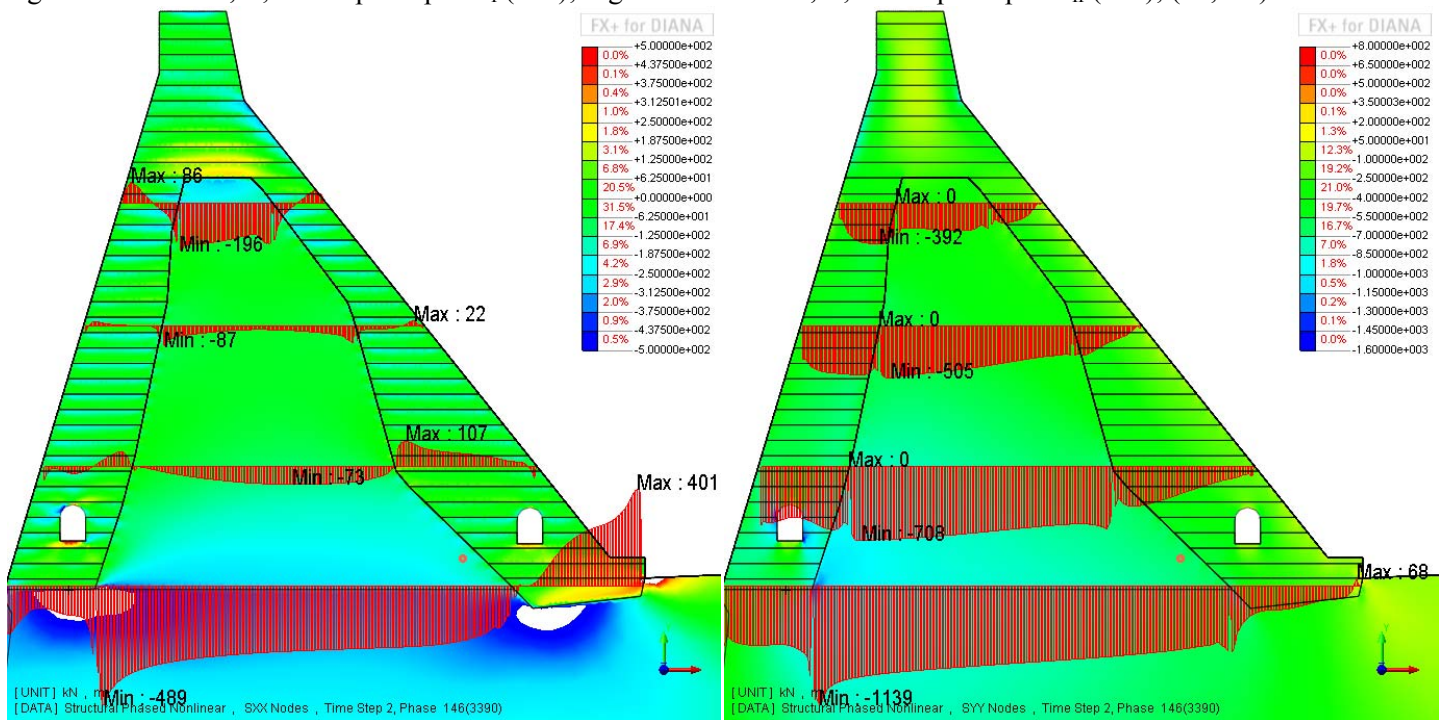 FX+ for DIANA
+5.00000e+002
0.0%
+4.37500e+002
0.1%
+3.75000e+002
0.4%
+3.12501e+002
1.0%
+2.50000e+002
1.8%
+1.87500e+002
3.1%
+1.25000e+002
6.8%
+6.25000e+001
20.5%
+0.00000e+000
31.5%
-6.25000e+001
17.4%
-1.25000e+002
6.9%
-1.87500e+002
4.2%
-2.50000e+002
2.9%
-3.12500e+002
2.0%
-3.75000e+002
0.9%
-4.37500e+002
0.5%
-5.00000e+002
Max : 86
Min : -196
Max : 22
Min : -87
Max : 107
Min : -73
Max : 401
Min : -489
[UNIT] kN , m
[DATA] Structural Phased Nonlinear , SXX Nodes , Time Step 2, Phase 146(3390)
FX+ for DIANA
+8.00000e+002
0.0%
+6.50000e+002
0.0%
+5.00000e+002
0.0%
+3.50003e+002
0.1%
+2.00000e+002
1.3%
+5.00000e+001
12.3%
-1.00000e+002
19.2%
-2.50000e+002
21.0%
-4.00000e+002
19.7%
-5.50000e+002
16.7%
-7.00000e+002
7.0%
-8.50000e+002
1.8%
-1.00000e+003
0.5%
-1.15000e+003
0.2%
-1.30000e+003
0.1%
-1.45000e+003
0.0%
-1.60000e+003
Max : 0
Min : -392
Max : 0
Min : -505
Max : 0
Min : -708
Max : 68
Min : -1139
[UNIT] kN , m
[DATA] Structural Phased Nonlinear , SYY Nodes , Time Step 2, Phase 146(3390)